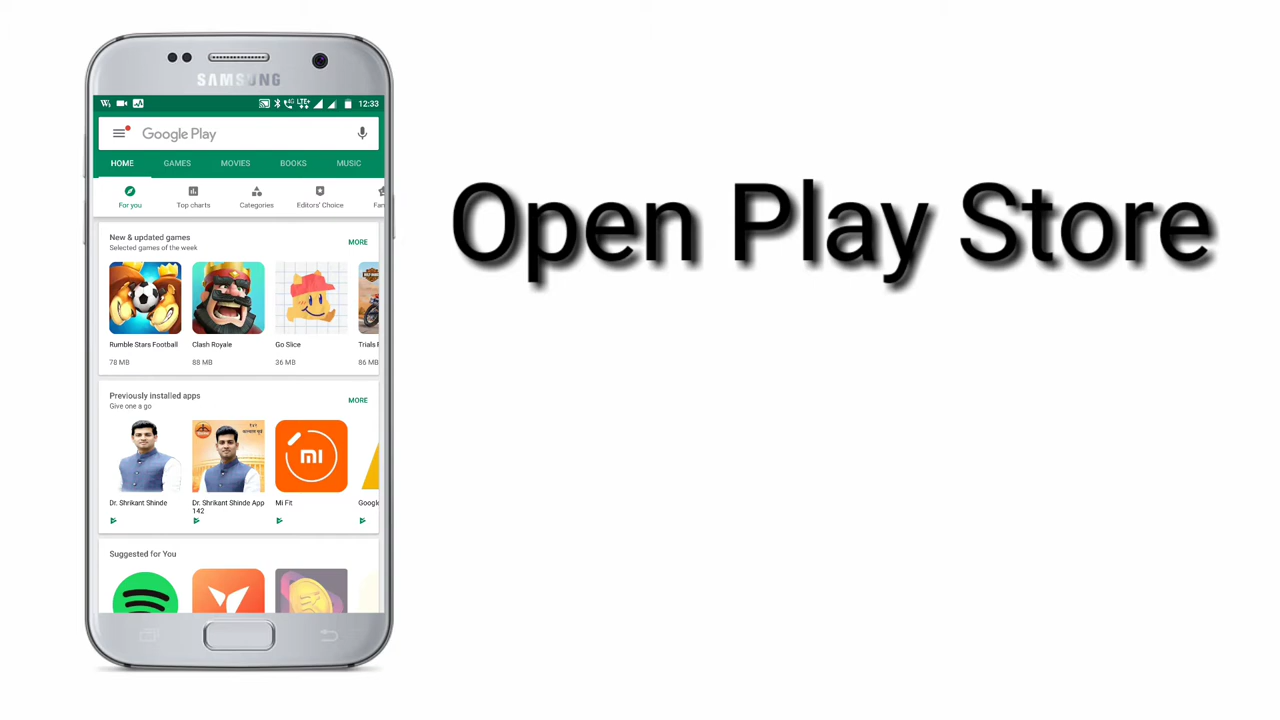 SAMSUNG
12:33
Google Play
HOME GAMES MOVIES BOOKS MUSIC
For you Top charts Categories Editors' Choice
New & updated games
Selected games of the week
MORE
Rumble Stars Football Clash Royale Go Slice Trials
78 MB 88 MB 36 MB 86 MB
Previously installed apps
Give one a go
MORE
mi
Dr. Shrikant Shinde Dr. Shrikant Shinde App Mi Fit Google
142
Suggested for You
Open Play Store